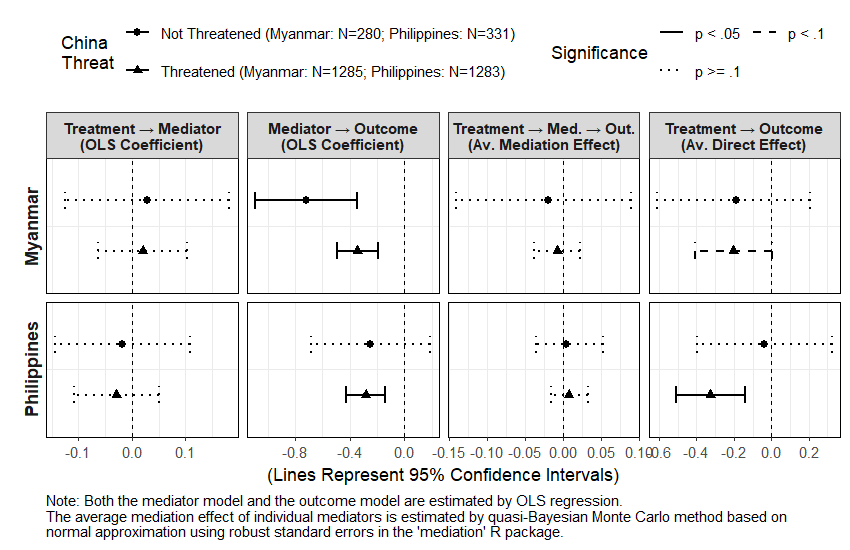 China
Threat
Not Threatened (Myanmar: N=280; Philippines: N=331)
Threatened (Myanmar: N=1285; Philippines: N=1283)
Significance
p < .05
p < .1
p >= .1
Treatment → Mediator
(OLS Coefficient)
Mediator → Outcome
(OLS Coefficient)
Treatment → Med. → Out.
(Av. Mediation Effect)
Treatment → Outcome
(Av. Direct Effect)
Myanmar
Philippines
-0.1 0.0 0.1
-0.8 -0.4 0.0
-0.15 -0.10 -0.05 0.00 0.05 0.10
-0.6 -0.4 -0.2 0.0 0.2
(Lines Represent 95% Confidence Intervals)
Note: Both the mediator model and the outcome model are estimated by OLS regression.
The average mediation effect of individual mediators is estimated by quasi-Bayesian Monte Carlo method based on
normal approximation using robust standard errors in the 'mediation' R package.